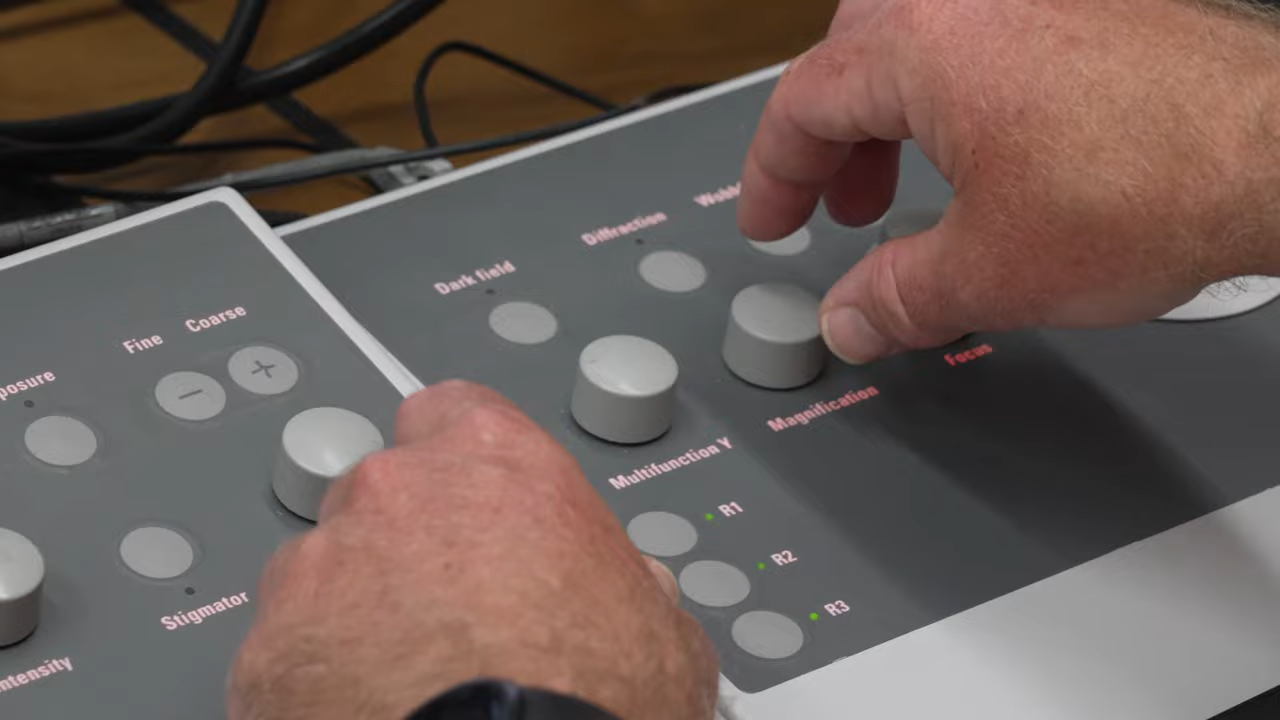 Diffraction
Dark field
Fine
Coarse
Focus
Magnification
Multifunction Y
R1
R2
R3
Stigmator